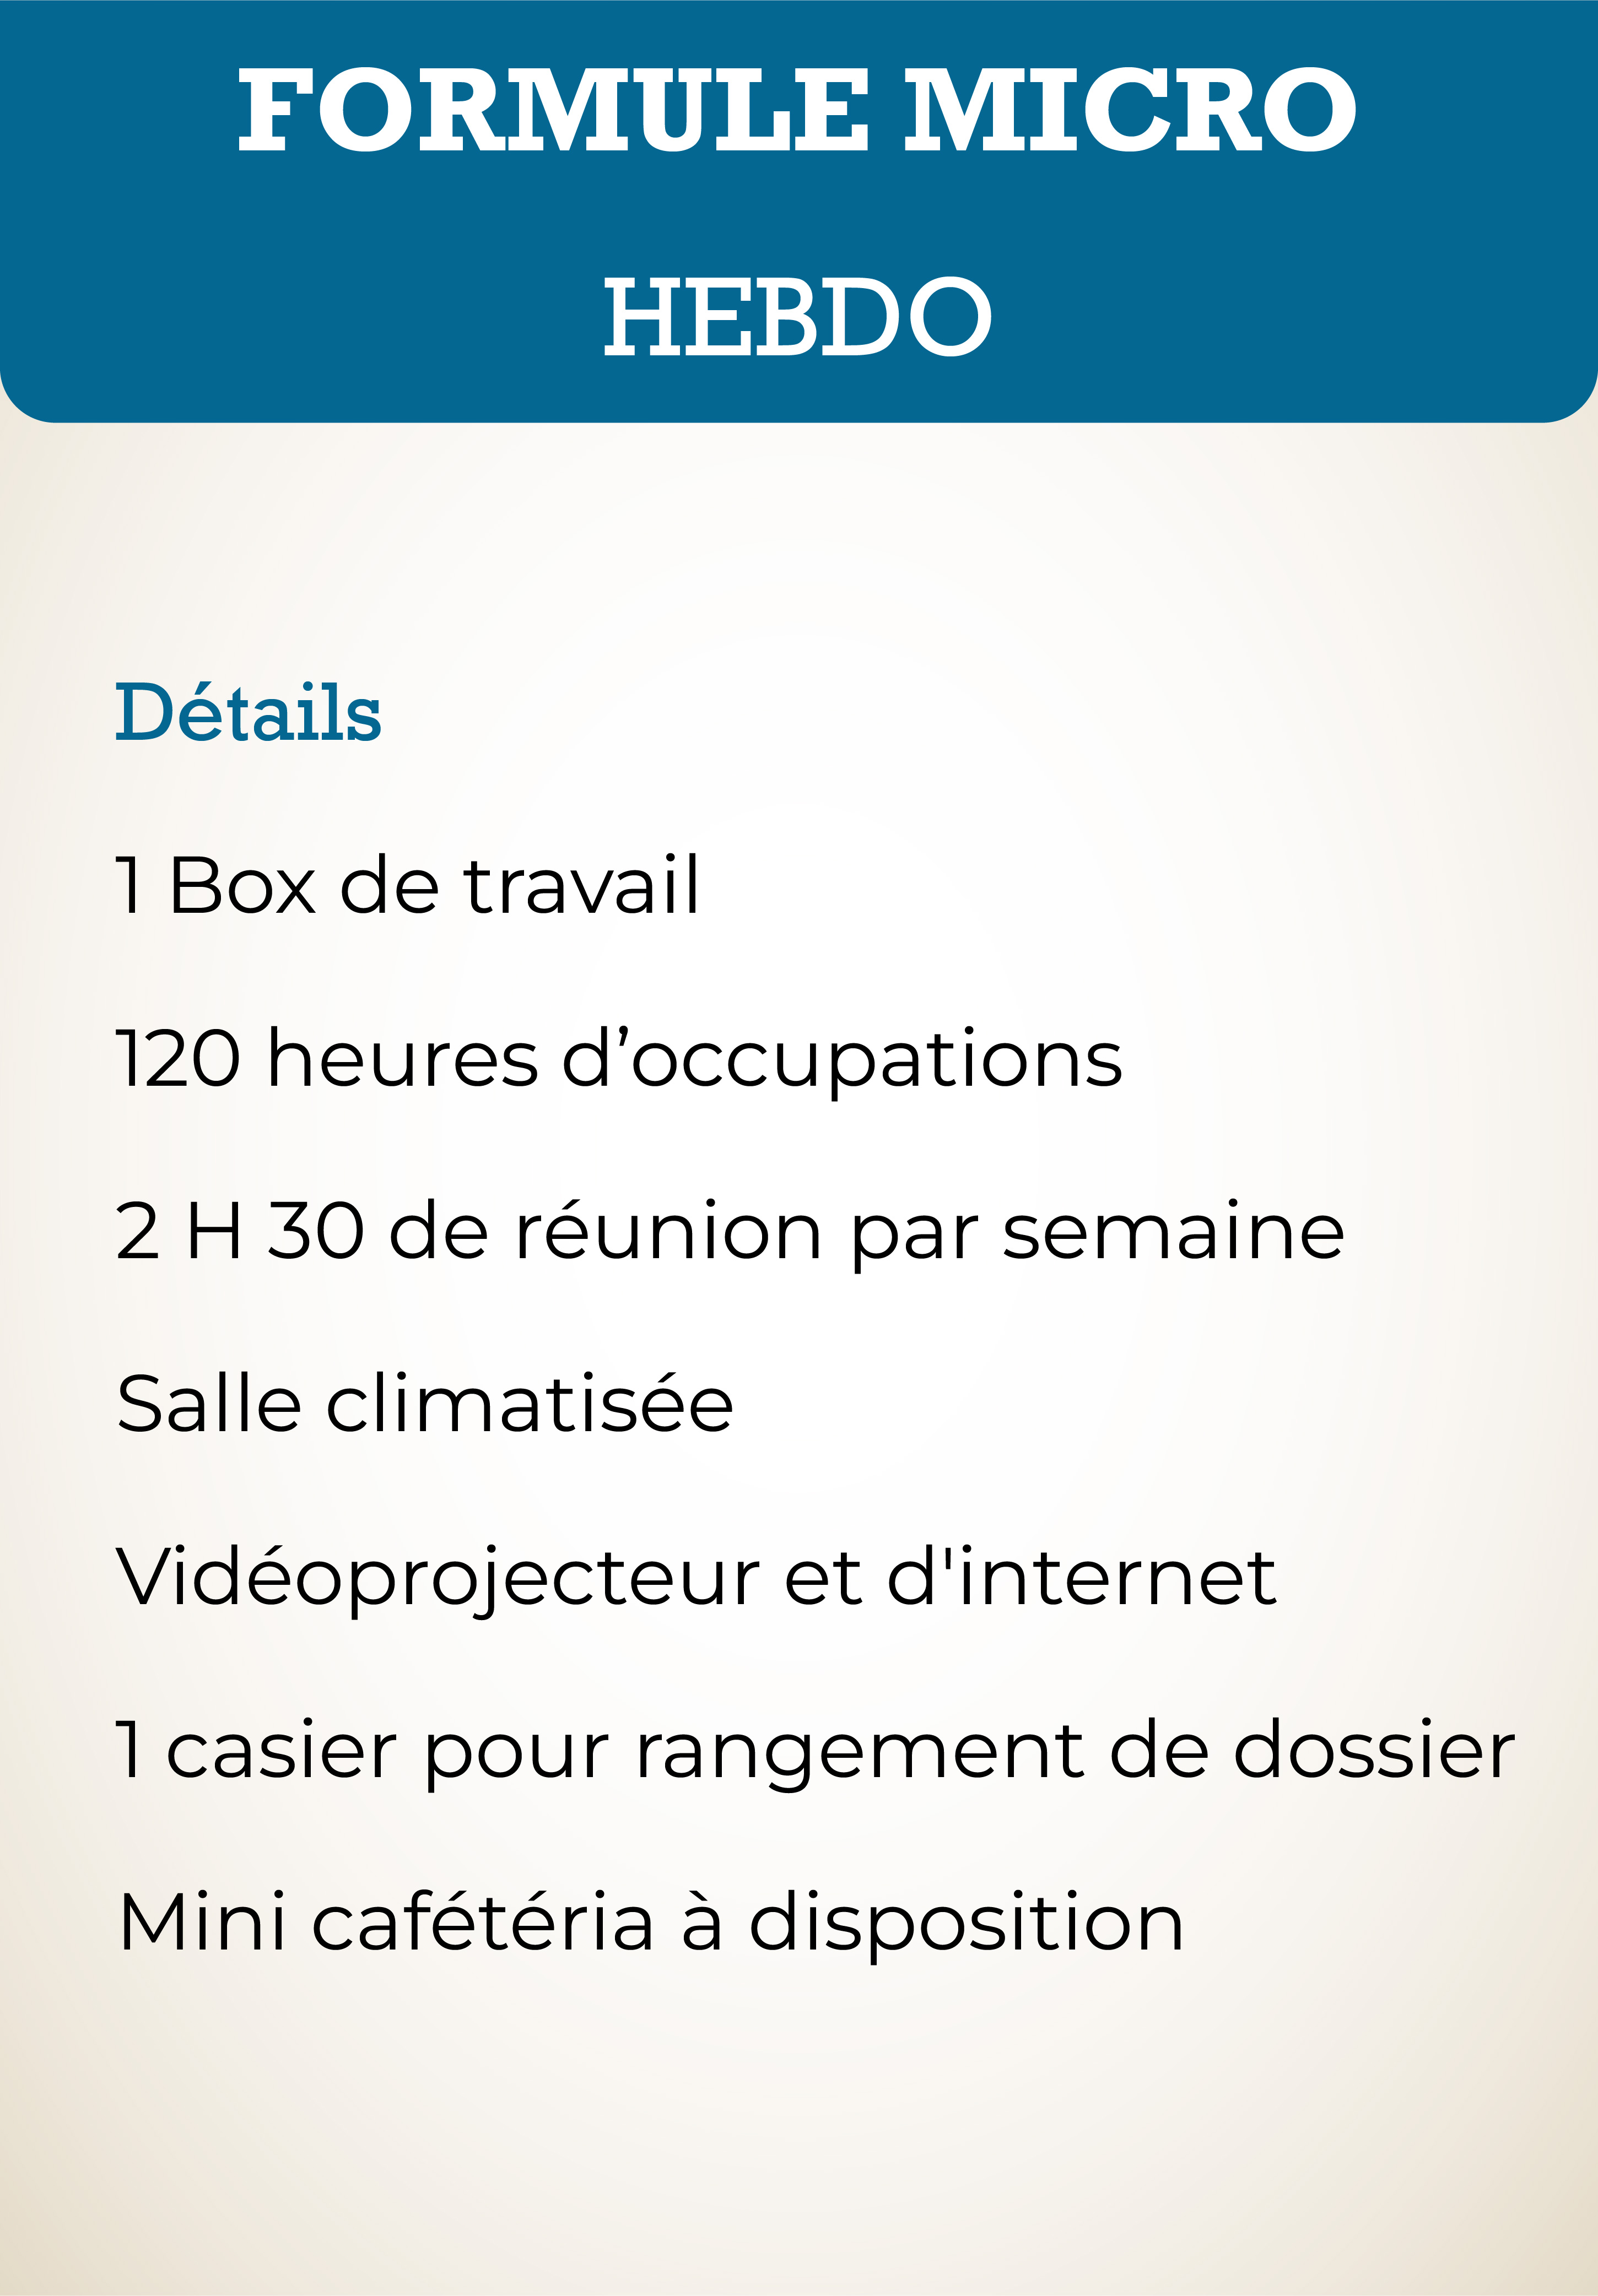 FORMULE MICRO
HEBDO
Détails
1 Box de travail
120 heures d’occupations
2 H 30 de réunion par semaine
Salle climatisée
Vidéoprojecteur et d'internet
1 casier pour rangement de dossier
Mini cafétéria à disposition